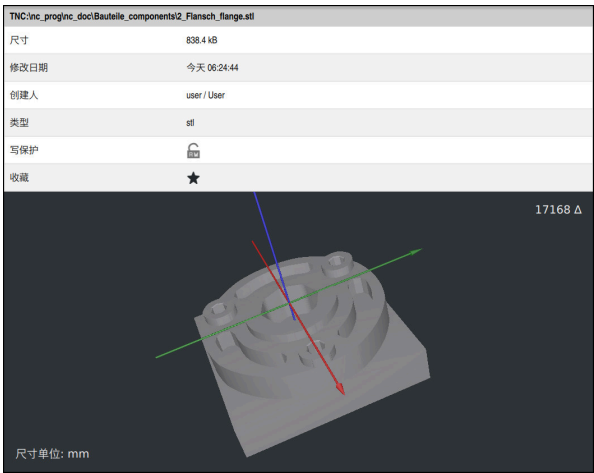 TNC:\nc_prog\nc_doc\Bauteile_components\2_Flansch_flange.stl
尺寸 838.4 kB
修改日期 今天 06:24:44
创建人 user / User
类型 stl
写保护
收藏
17168 Δ
尺寸单位: mm